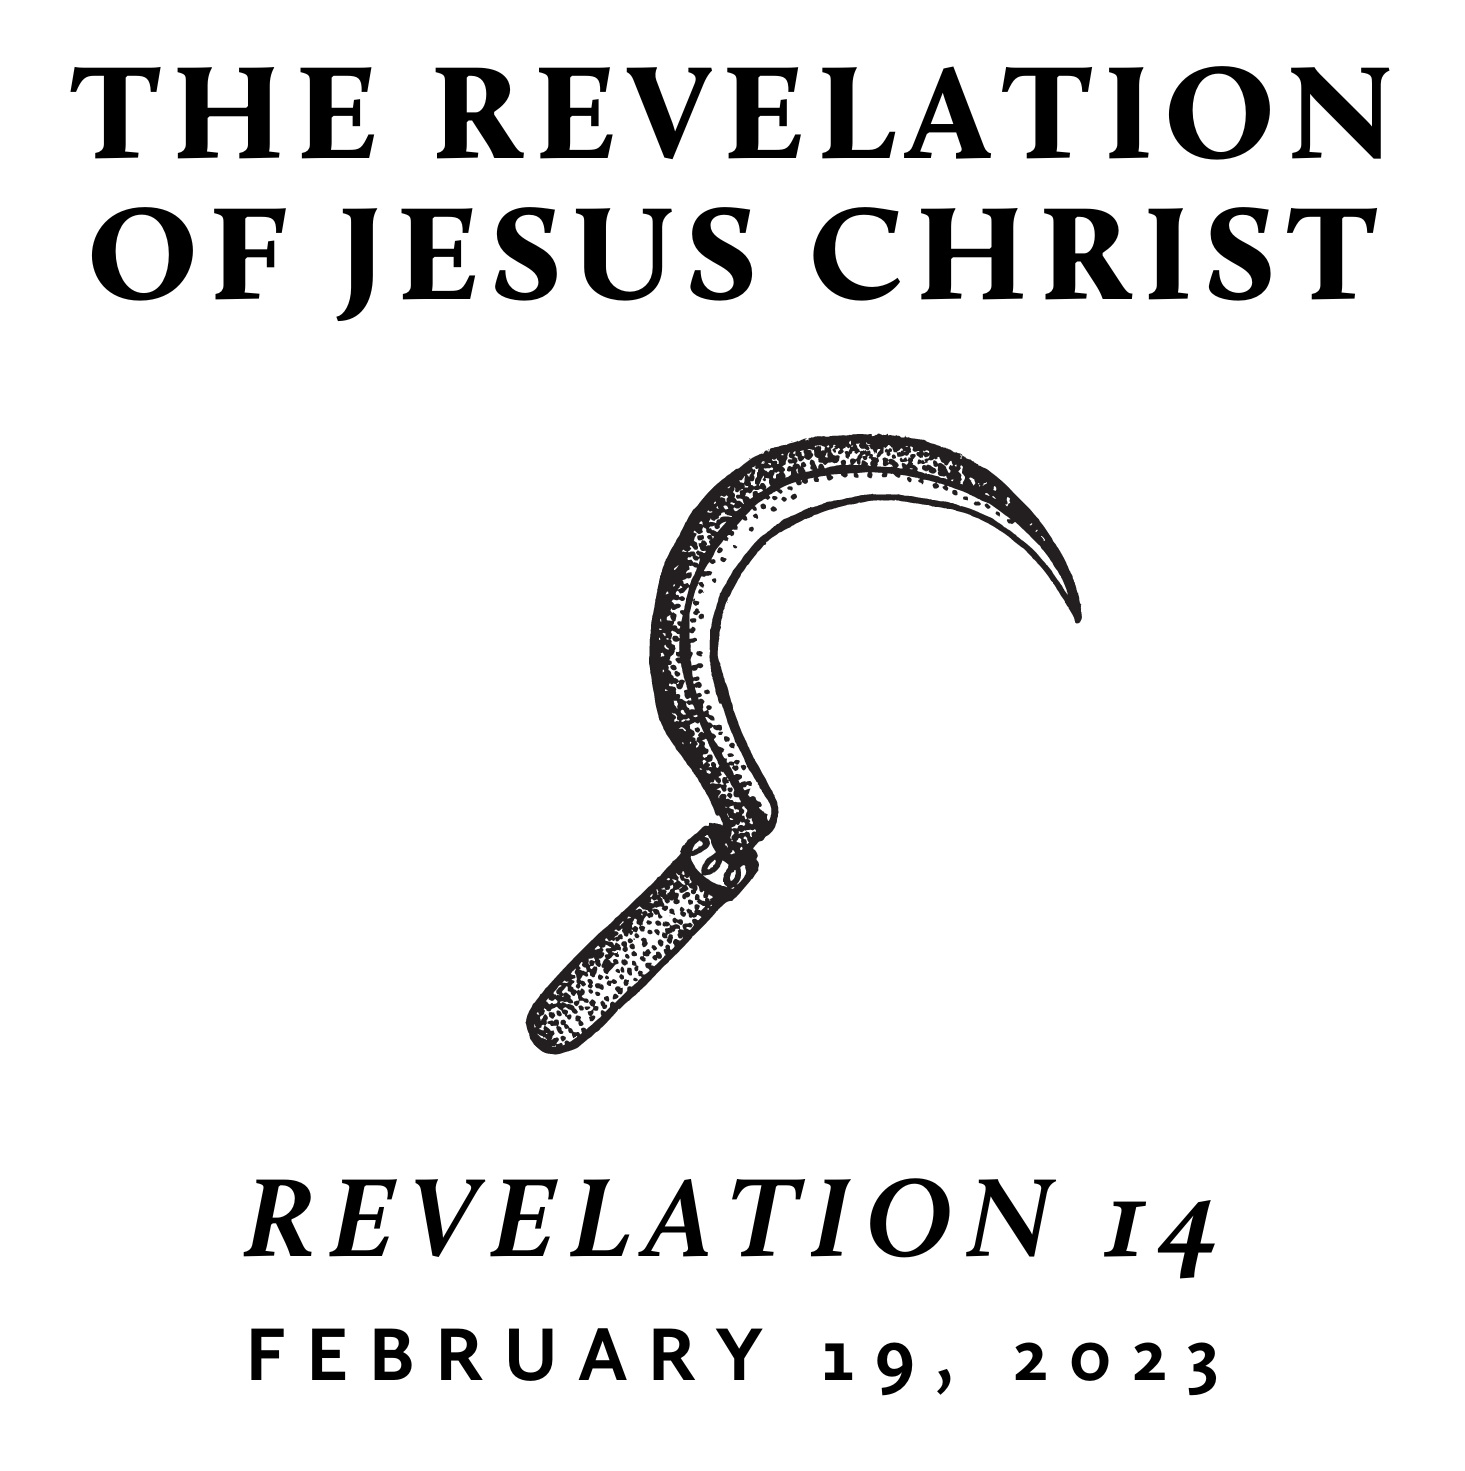 THE REVELATION
OF JESUS CHRIST
REVELATION 14
FEBRUARY 19, 2023